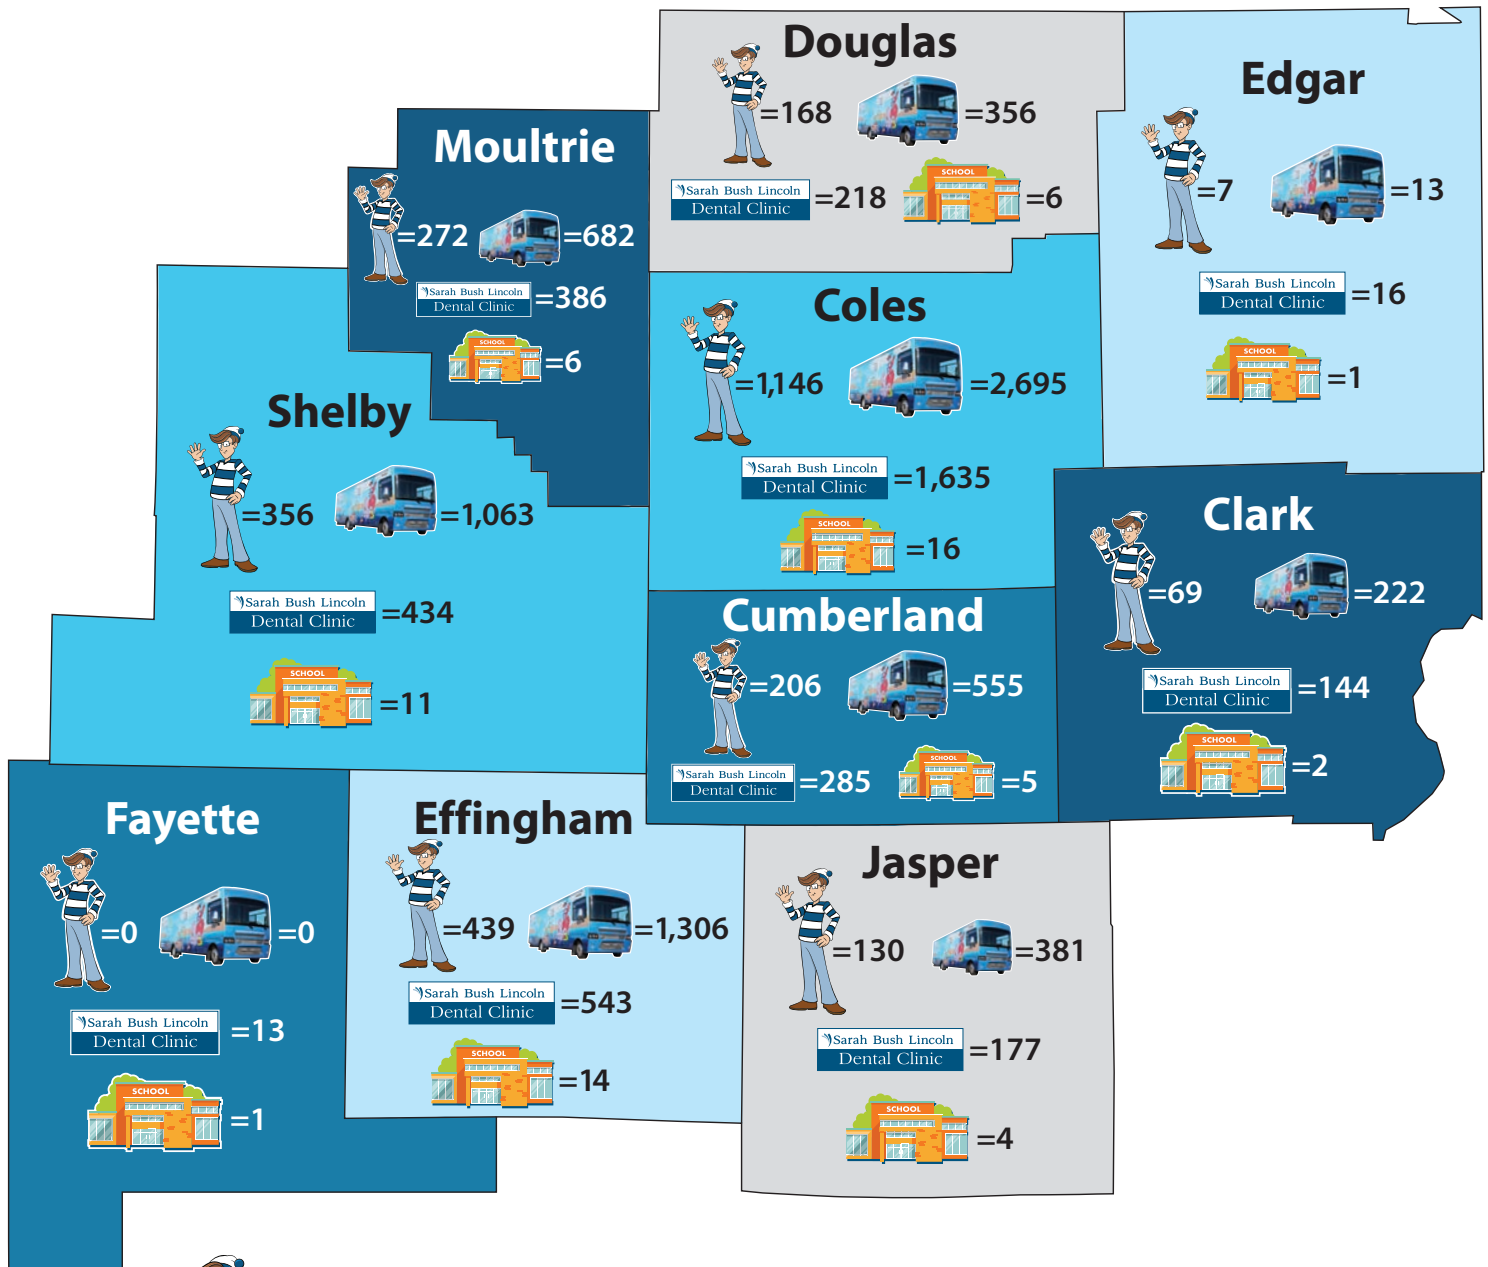 Douglas
=168 =356
Sarah Bush Lincoln
Dental Clinic
=218
SCHOOL
=6
Edgar
=7 =13
Sarah Bush Lincoln
Dental Clinic
=16
SCHOOL
=1
Moultrie
=272 =682
Sarah Bush Lincoln
Dental Clinic
=386
SCHOOL
=6
Coles
=1,146 =2,695
Sarah Bush Lincoln
Dental Clinic
=1,635
SCHOOL
=16
Shelby
=356 =1,063
Sarah Bush Lincoln
Dental Clinic
=434
SCHOOL
=11
Clark
=69 =222
Sarah Bush Lincoln
Dental Clinic
=144
SCHOOL
=2
Cumberland
=206 =555
Sarah Bush Lincoln
Dental Clinic
=285
SCHOOL
=5
Fayette
=0 =0
Sarah Bush Lincoln
Dental Clinic
=13
SCHOOL
=1
Effingham
=439 =1,306
Sarah Bush Lincoln
Dental Clinic
=543
SCHOOL
=14
Jasper
=130 =381
Sarah Bush Lincoln
Dental Clinic
=177
SCHOOL
=4